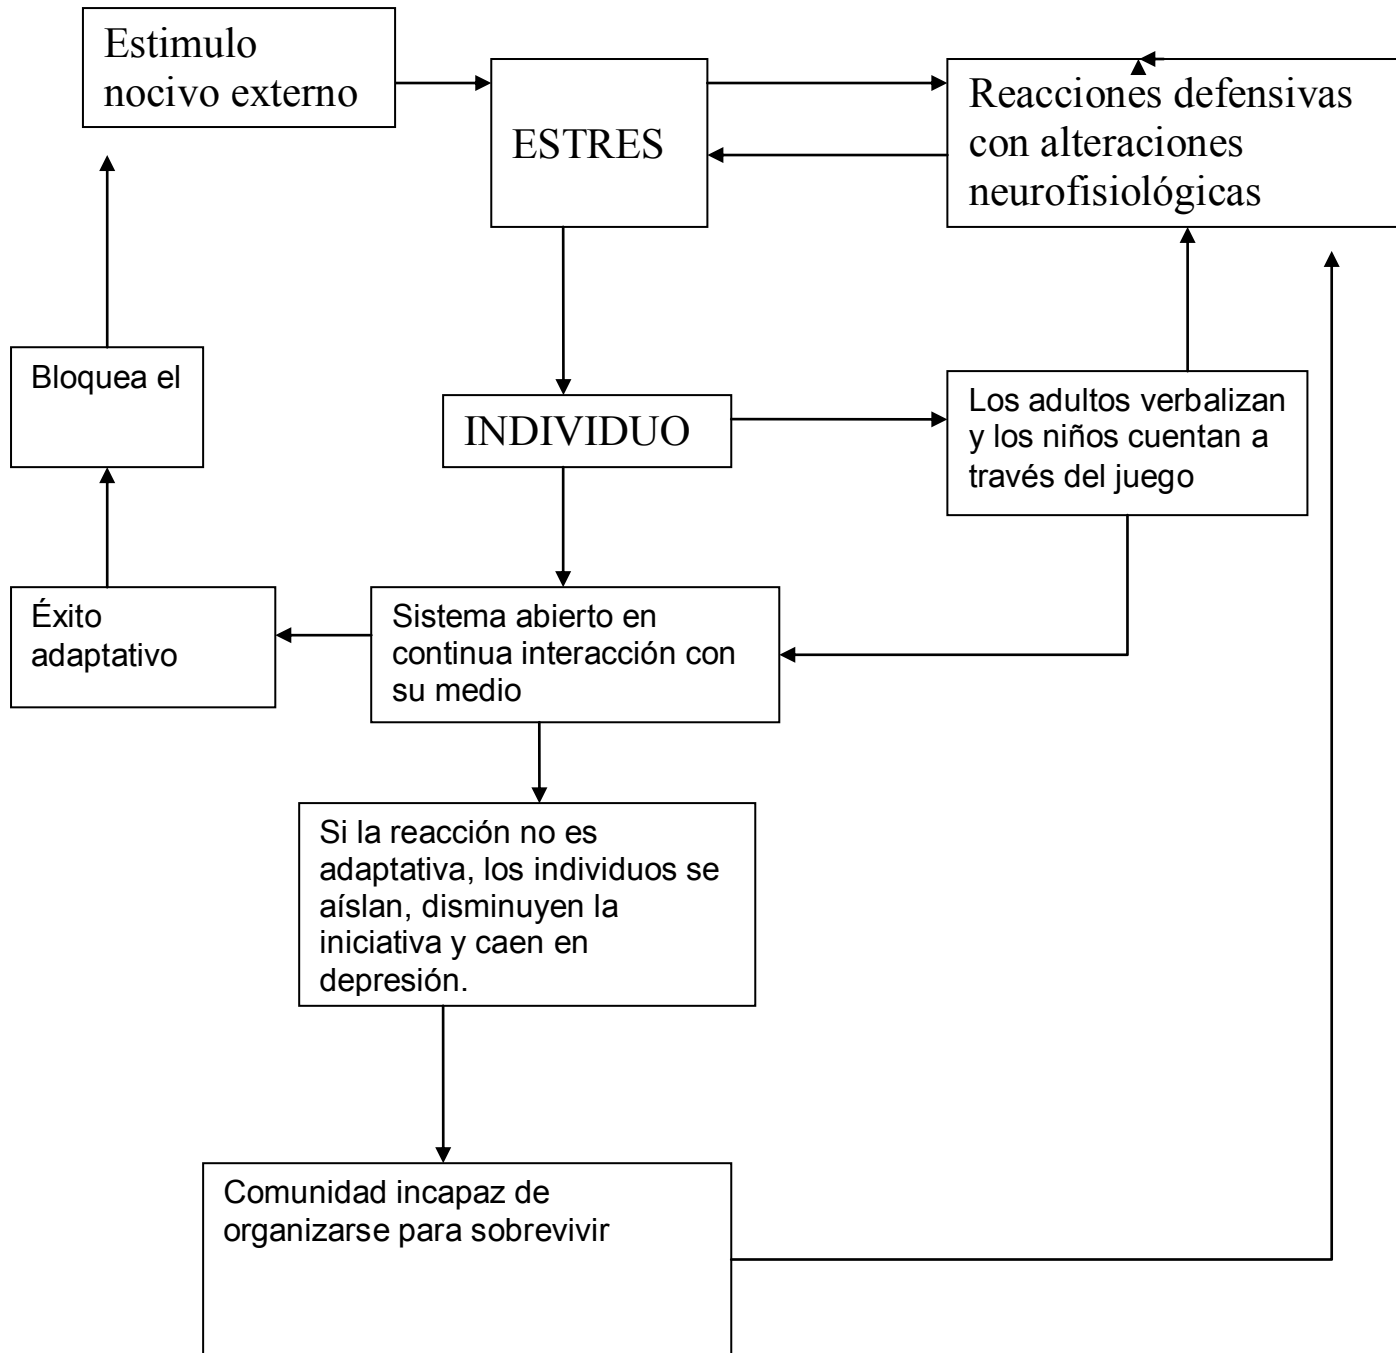 Estimulo
nocivo externo
ESTRES
Reacciones defensivas
con alteraciones
neurofisiológicas
Bloquea el
INDIVIDUO
Los adultos verbalizan
y los niños cuentan a
través del juego
Éxito
adaptativo
Sistema abierto en
continua interacción con
su medio
Si la reacción no es
adaptativa, los individuos se
aíslan, disminuyen la
iniciativa y caen en
depresión.
Comunidad incapaz de
organizarse para sobrevivir